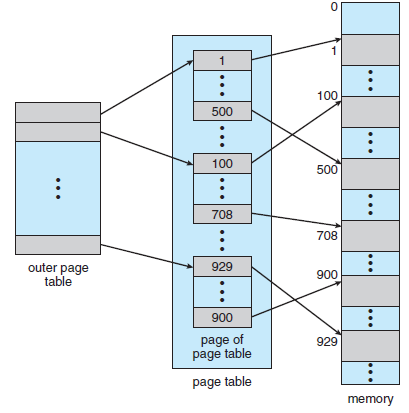 outer page
table
1
500
100
708
929
900
page of
page table
page table
0
1
100
500
708
900
929
memory